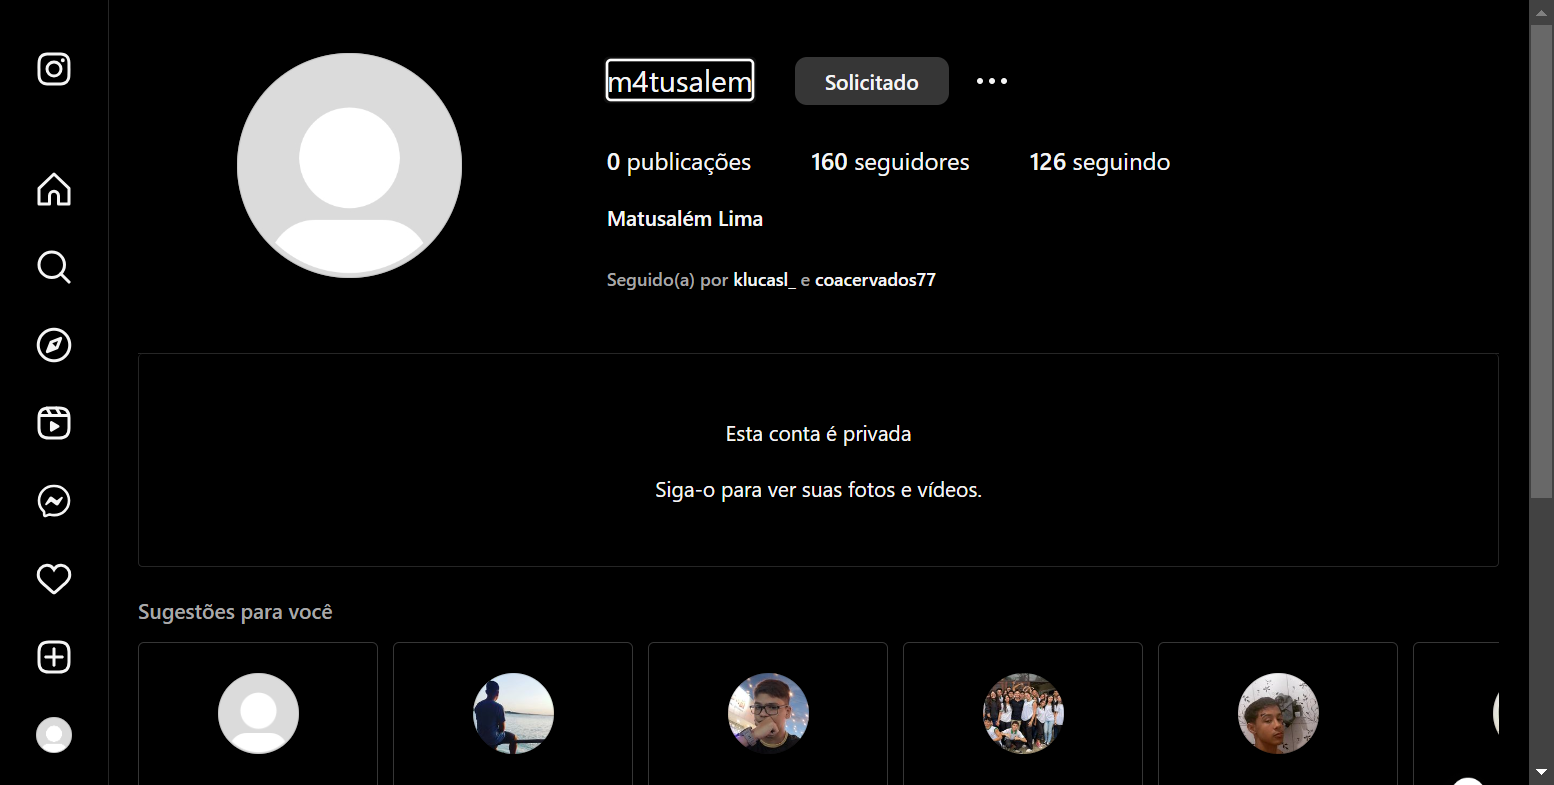 m4tusalem Solicitado
0 publicações 160 seguidores 126 seguindo
Matusalém Lima
Seguido(a) por klucasl_ e coacervados77
Esta conta é privada
Siga-o para ver suas fotos e vídeos.
Sugestões para você